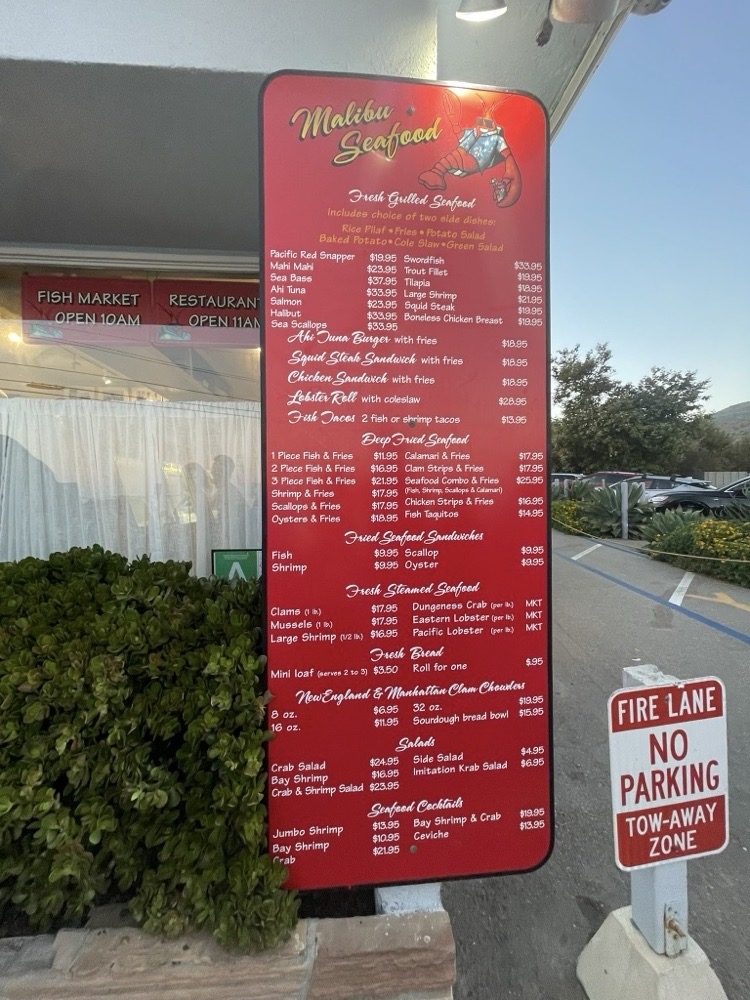 Malibu
Seafood
Fresh Grilled Seafood
Includes choice of two side dishes:
Rice Pilaf • Fries • Potato Salad
Baked Potato • Cole Slaw • Green Salad
Pacific Red Snapper $19.95 Swordfish $33.95
Mahi Mahi $23.95 Trout Fillet $19.95
Sea Bass $37.95 Tilapia $18.95
Ahi Tuna $33.95 Large Shrimp $21.95
Salmon $23.95 Squid Steak $19.95
Halibut $33.95 Boneless Chicken Breast $19.95
Sea Scallops $33.95
Ahi Tuna Burger with fries $18.95
Squid Steak Sandwich with fries $18.95
Chicken Sandwich with fries $18.95
Lobster Roll with coleslaw $28.95
Fish Tacos 2 fish or shrimp tacos $13.95
Deep Fried Seafood
1 Piece Fish & Fries $11.95 Calamari & Fries $17.95
2 Piece Fish & Fries $16.95 Clam Strips & Fries $17.95
3 Piece Fish & Fries $21.95 Seafood Combo & Fries $25.95
(Fish, Shrimp, Scallops & Calamari)
Shrimp & Fries $17.95 Chicken Strips & Fries $16.95
Scallops & Fries $17.95 Fish Taquitos $14.95
Oysters & Fries $18.95
Fried Seafood Sandwiches
Fish $9.95 Scallop $9.95
Shrimp $9.95 Oyster $9.95
Fresh Steamed Seafood
Clams (1 lb.) $17.95 Dungeness Crab (per lb.) MKT
Mussels (1 lb.) $17.95 Eastern Lobster (per lb.) MKT
Large Shrimp (1/2 lb.) $16.95 Pacific Lobster (per lb.) MKT
Fresh Bread
Mini loaf (serves 2 to 3) $3.50 Roll for one $.95
New England & Manhattan Clam Chowders
8 oz. $6.95 32 oz. $19.95
16 oz. $11.95 Sourdough bread bowl $15.95
Salads
Crab Salad $24.95 Side Salad $4.95
Bay Shrimp $16.95 Imitation Krab Salad $6.95
Crab & Shrimp Salad $23.95
Seafood Cocktails
Jumbo Shrimp $13.95 Bay Shrimp & Crab $19.95
Bay Shrimp $10.95 Ceviche $13.95
Crab $21.95
FISH MARKET
OPEN 10AM
RESTAURANT
OPEN 11AM
A
FIRE LANE
NO
PARKING
TOW-AWAY
ZONE